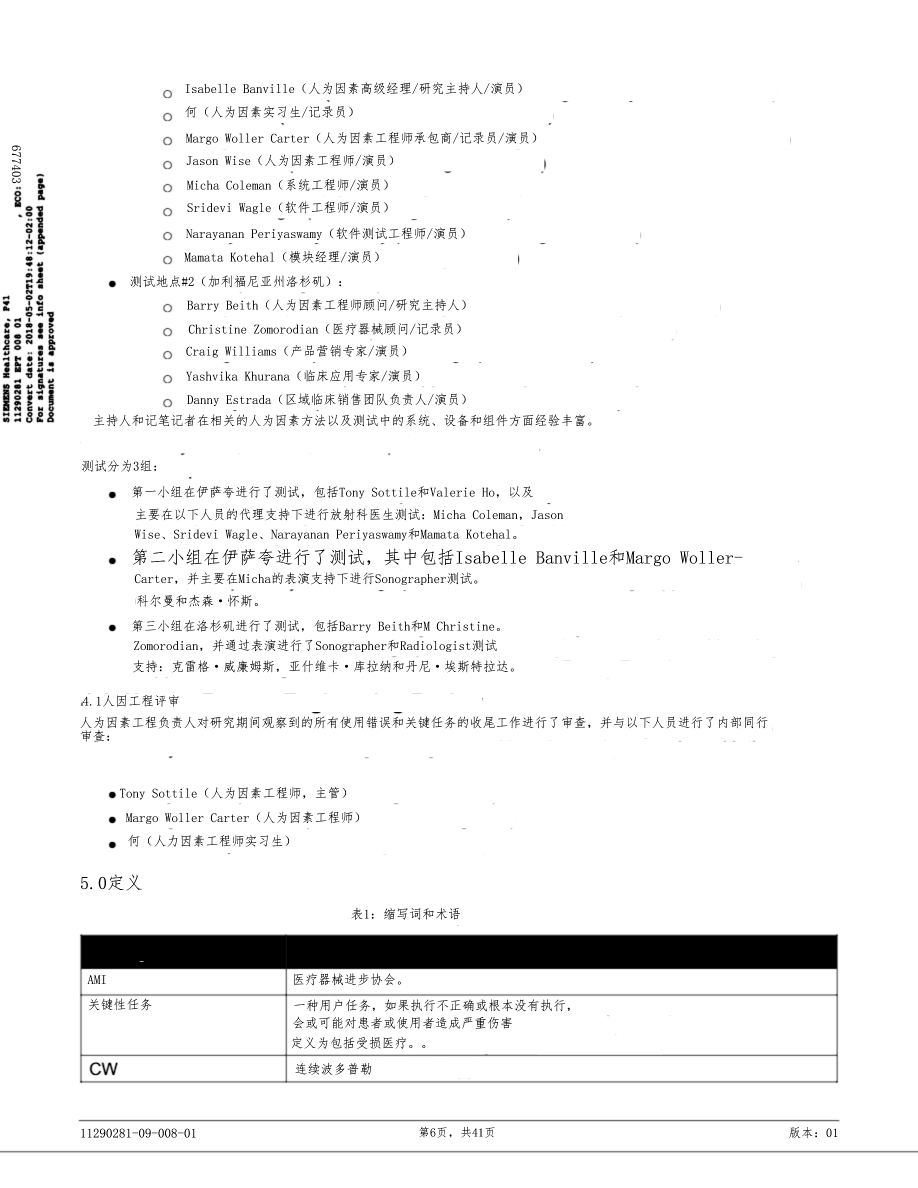 Isabelle Banville（人为因素高级经理/研究主持人/演员）
何（人为因素实习生/记录员）
Margo Woller Carter（人为因素工程师承包商/记录员/演员）
Jason Wise（人为因素工程师/演员）
Micha Coleman（系统工程师/演员）
Sridevi Wagle（软件工程师/演员）
Narayanan Periyaswamy（软件测试工程师/演员）
Mamata Kotehal（模块经理/演员）
测试地点#2（加利福尼亚州洛杉矶）：
Barry Beith（人为因素工程师顾问/研究主持人）
Christine Zomorodian（医疗器械顾问/记录员）
Craig Williams（产品营销专家/演员）
Yashvika Khurana（临床应用专家/演员）
Danny Estrada（区域临床销售团队负责人/演员）
主持人和记笔记者在相关的人为因素方法以及测试中的系统、设备和组件方面经验丰富。
测试分为3组：
第一小组在伊萨夸进行了测试，包括Tony Sottile和Valerie Ho，以及
主要在以下人员的代理支持下进行放射科医生测试：Micha Coleman，Jason
Wise、Sridevi Wagle、Narayanan Periyaswamy和Mamata Kotehal。
第二小组在伊萨夸进行了测试，其中包括Isabelle Banville和Margo Woller-
Carter，并主要在Micha的表演支持下进行Sonographer测试。
科尔曼和杰森·怀斯。
第三小组在洛杉矶进行了测试，包括Barry Beith和M Christine。
Zomorodian，并通过表演进行了Sonographer和Radiologist测试
支持：克雷格·威廉姆斯，亚什维卡·库拉纳和丹尼·埃斯特拉达。
A.1人因工程评审
人为因素工程负责人对研究期间观察到的所有使用错误和关键任务的收尾工作进行了审查，并与以下人员进行了内部同行
审查：
Tony Sottile（人为因素工程师，主管）
Margo Woller Carter（人为因素工程师）
何（人力因素工程师实习生）
5.0定义
表1：缩写词和术语
AMI
医疗器械进步协会。
关键性任务
一种用户任务，如果执行不正确或根本没有执行，
会或可能对患者或使用者造成严重伤害
定义为包括受损医疗。。
CW
连续波多普勒
11290281-09-008-01
第6页，共41页
版本：01
SIEMENS Healthcare, P41
11290281 EPT 008 01
677403 , ECO:
Convert date: 2018-05-02T19:48:12-02:00
For signatures see info sheet (appended page)
Document is approved